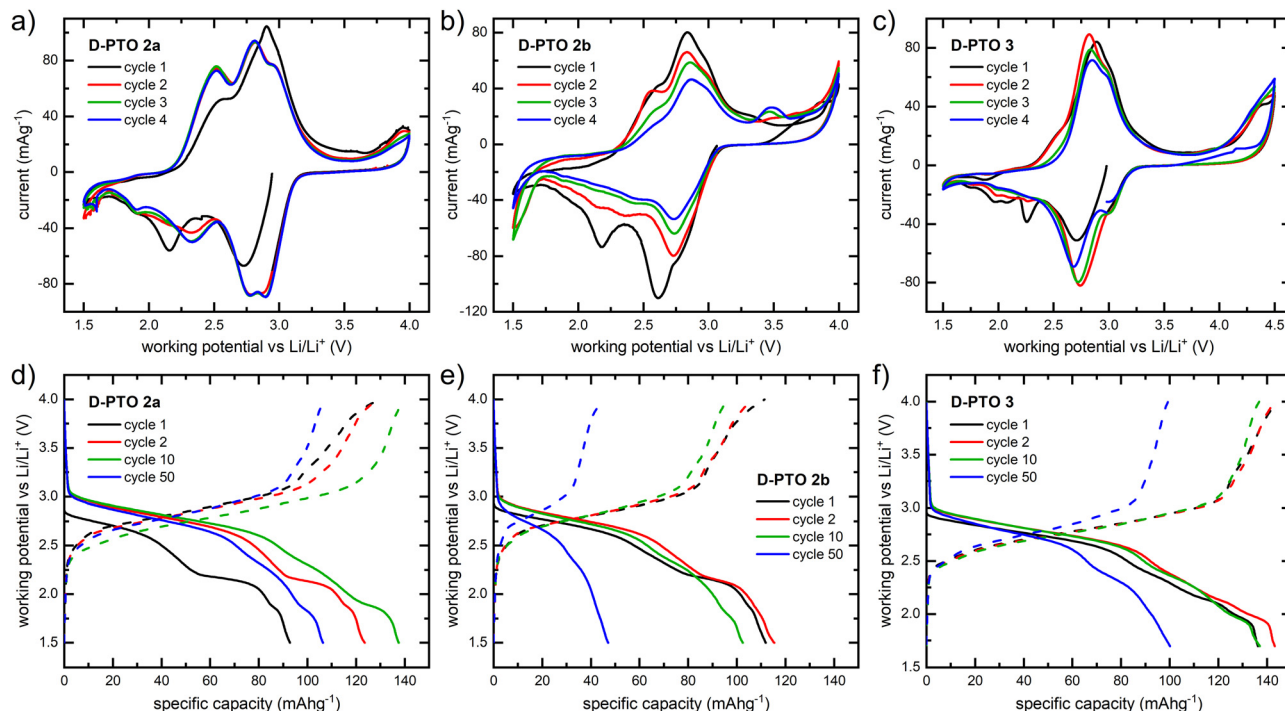 a)
D-PTO 2a
cycle 1
cycle 2
cycle 3
cycle 4
80
40
0
-40
-80
current (mAg⁻¹)
1.5 2.0 2.5 3.0 3.5 4.0
working potential vs Li/Li⁺ (V)
b)
D-PTO 2b
cycle 1
cycle 2
cycle 3
cycle 4
80
40
0
-40
-80
-120
current (mAg⁻¹)
1.5 2.0 2.5 3.0 3.5 4.0
working potential vs Li/Li⁺ (V)
c)
D-PTO 3
cycle 1
cycle 2
cycle 3
cycle 4
80
40
0
-40
-80
current (mAg⁻¹)
1.5 2.0 2.5 3.0 3.5 4.0 4.5
working potential vs Li/Li⁺ (V)
d)
D-PTO 2a
cycle 1
cycle 2
cycle 10
cycle 50
4.0
3.5
3.0
2.5
2.0
1.5
working potential vs Li/Li⁺ (V)
0 20 40 60 80 100 120 140
specific capacity (mAhg⁻¹)
e)
D-PTO 2b
cycle 1
cycle 2
cycle 10
cycle 50
4.0
3.5
3.0
2.5
2.0
1.5
working potential vs Li/Li⁺ (V)
0 20 40 60 80 100 120 140
specific capacity (mAhg⁻¹)
f)
D-PTO 3
cycle 1
cycle 2
cycle 10
cycle 50
4.0
3.5
3.0
2.5
2.0
1.5
working potential vs Li/Li⁺ (V)
0 20 40 60 80 100 120 140
specific capacity (mAhg⁻¹)